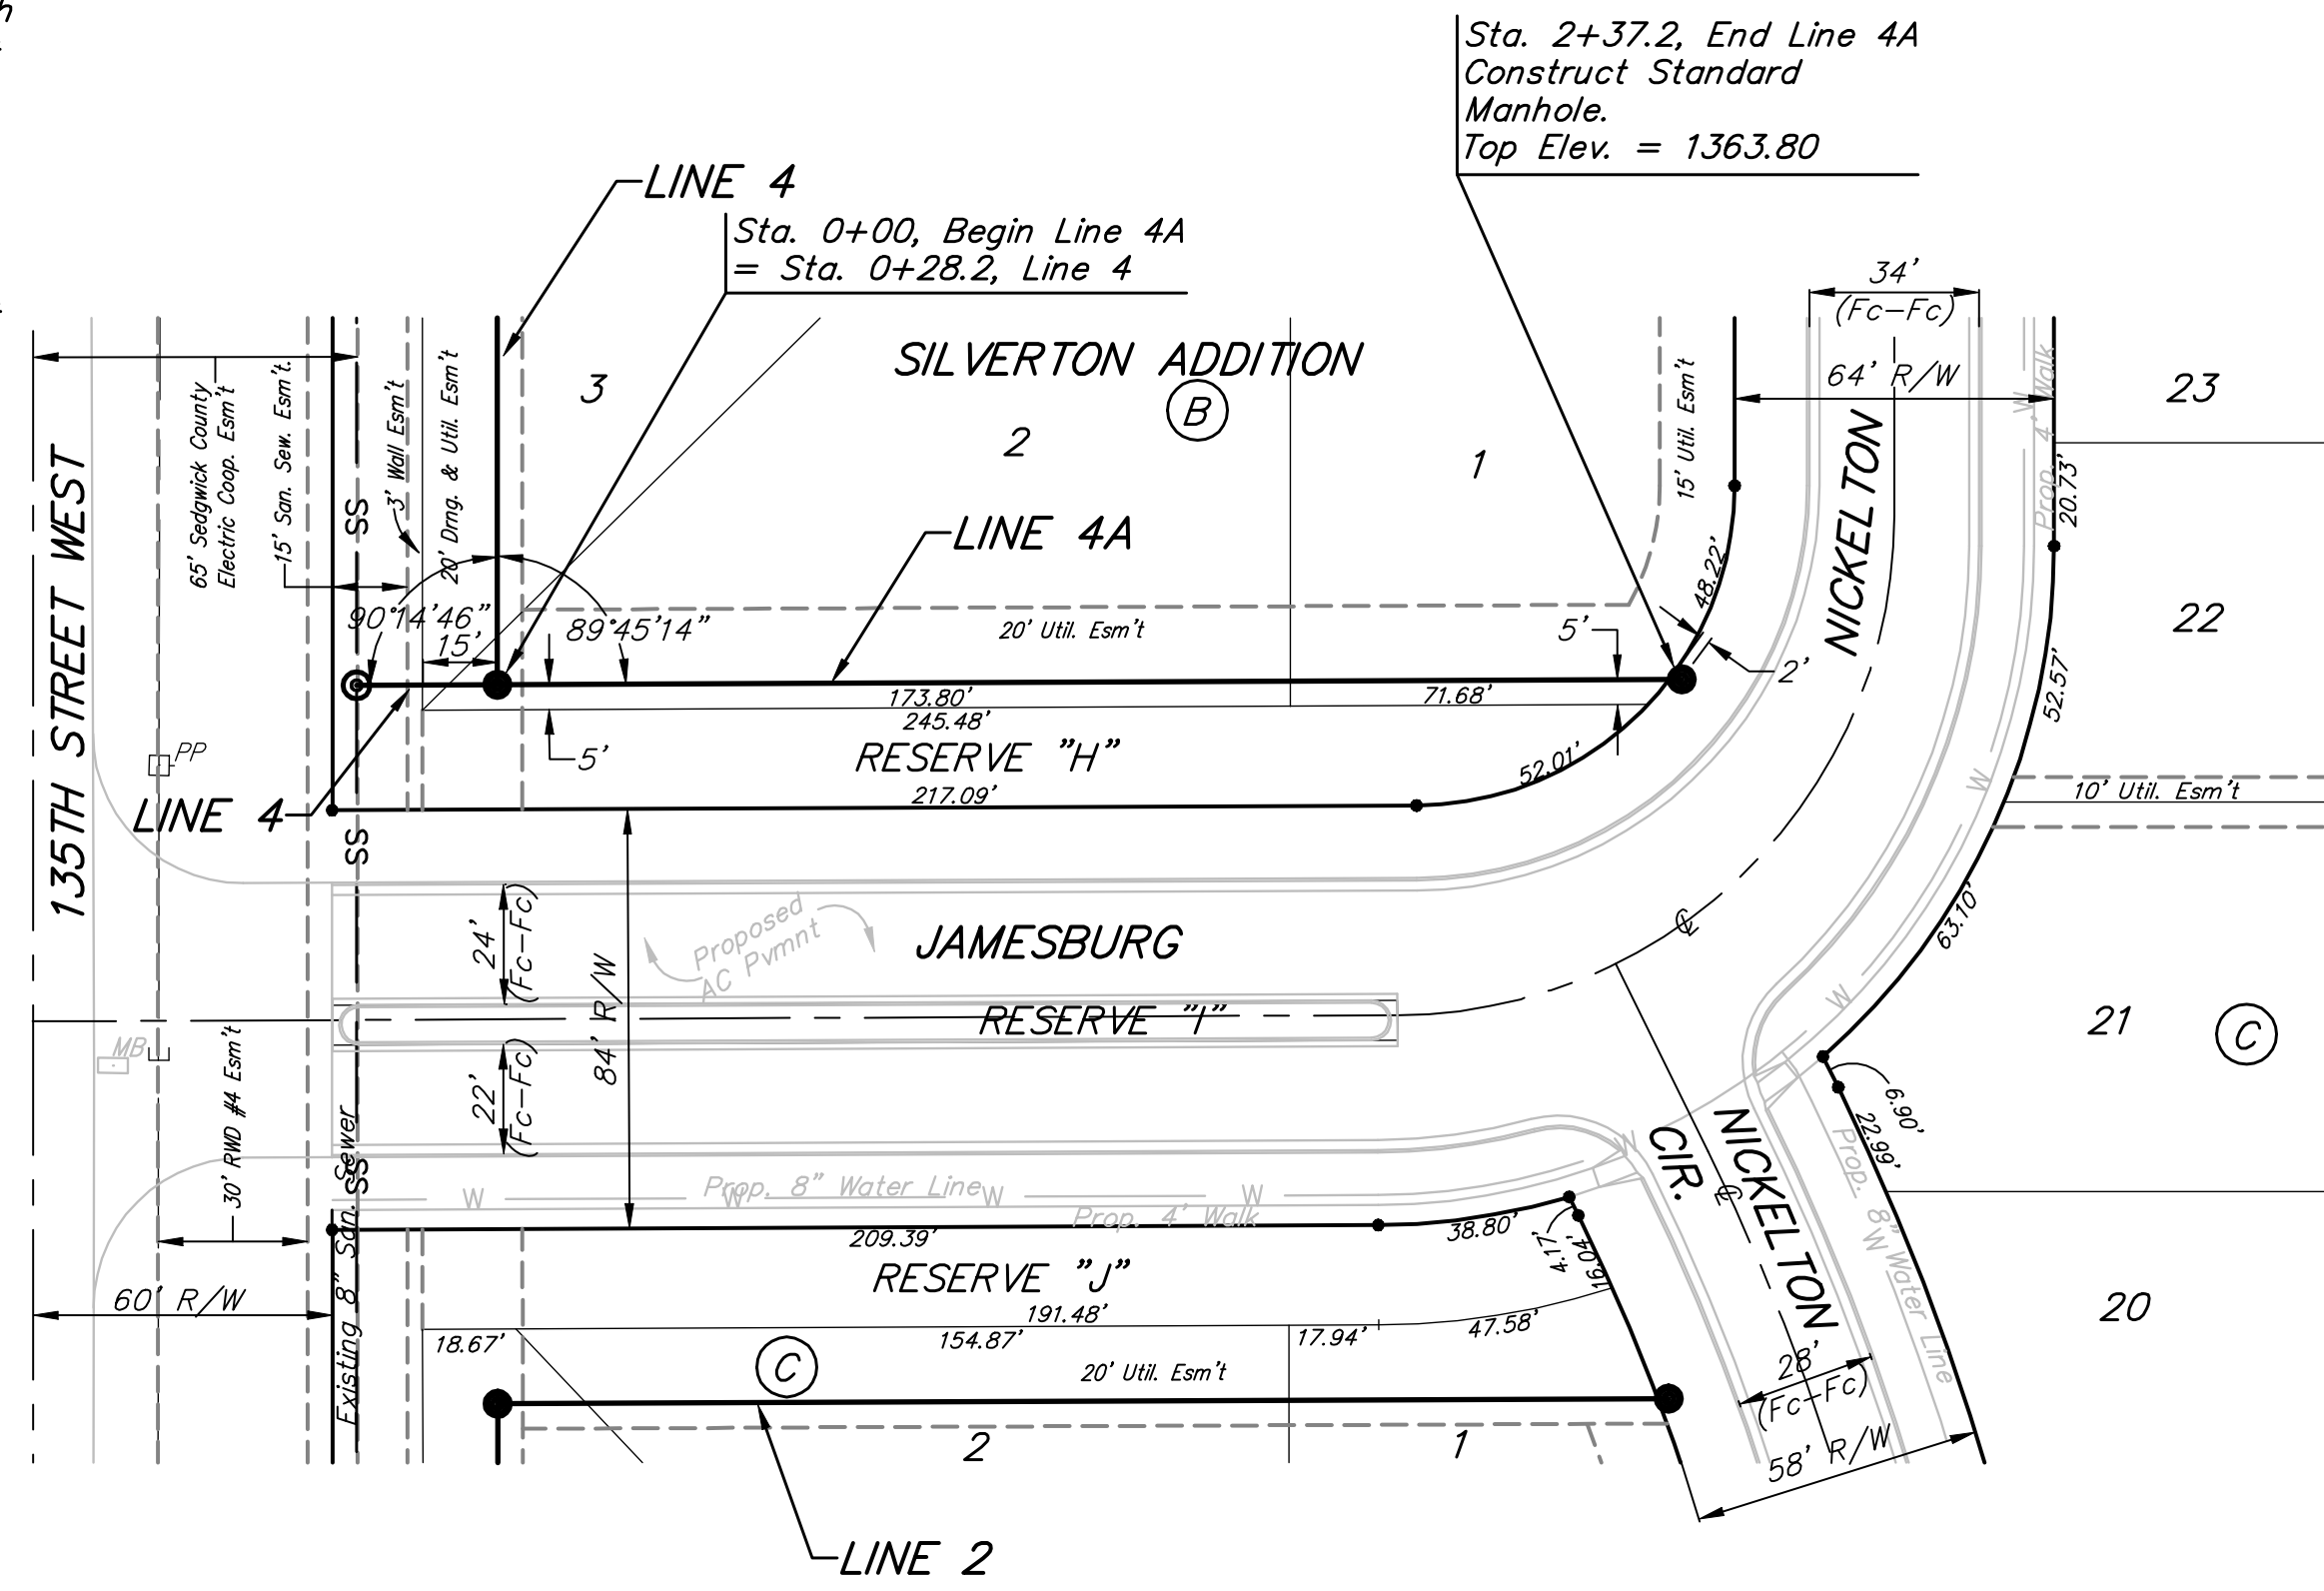 Sta. 2+37.2, End Line 4A
Construct Standard
Manhole.
Top Elev. = 1363.80
LINE 4
Sta. 0+00, Begin Line 4A
= Sta. 0+28.2, Line 4
34'
(Fc-Fc)
SILVERTON ADDITION
B
64' R/W
3
2
1
23
135TH STREET WEST
65' Sedgwick County
Electric Coop. Esm't
15' San. Sew. Esm't.
3' Wall Esm't
20' Drng. & Util. Esm't
SS
15' Util. Esm't
NICKELTON
Prop. 4' Walk
W
20.73'
LINE 4A
48.22'
90°14'46"
15'
89°45'14"
20' Util. Esm't
5'
2'
22
52.57'
173.80'
71.68'
245.48'
RESERVE "H"
5'
52.01'
PP
217.09'
LINE 4
SS
W
10' Util. Esm't
24'
(Fc-Fc)
Proposed
AC Pvmnt
JAMESBURG
℄
63.10'
84' R/W
RESERVE "I"
W
21
C
MB
30' RWD #4 Esm't
22'
(Fc-Fc)
6.90'
22.99'
CIR.
NICKELTON
℄
W
Prop. 8" Water Line
W
Existing 8" San. Sewer
SS
W
Prop. 8" Water Line
W
W
W
Prop. 4' Walk
209.39'
38.80'
4.17'
16.04'
RESERVE "J"
60' R/W
191.48'
18.67'
154.87'
17.94'
47.58'
20
C
20' Util. Esm't
28'
(Fc-Fc)
2
1
58' R/W
LINE 2